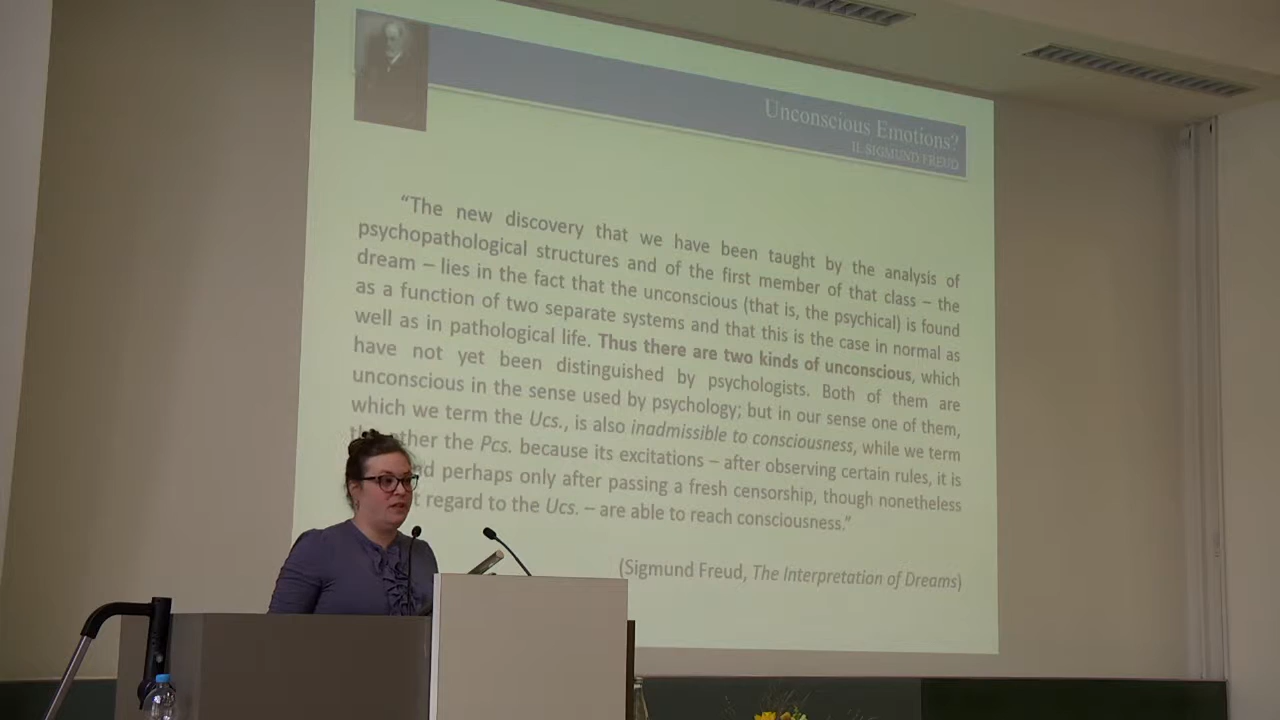 Unconscious Emotions?
II. SIGMUND FREUD
“The new discovery that we have been taught by the analysis of
psychopathological structures and of the first member of that class – the
dream – lies in the fact that the unconscious (that is, the psychical) is found
as a function of two separate systems and that this is the case in normal as
well as in pathological life. Thus there are two kinds of unconscious, which
have not yet been distinguished by psychologists. Both of them are
unconscious in the sense used by psychology; but in our sense one of them,
which we term the Ucs., is also inadmissible to consciousness, while we term
the Pcs. because its excitations – after observing certain rules, it is
perhaps only after passing a fresh censorship, though nonetheless
regard to the Ucs. – are able to reach consciousness.”
(Sigmund Freud, The Interpretation of Dreams)